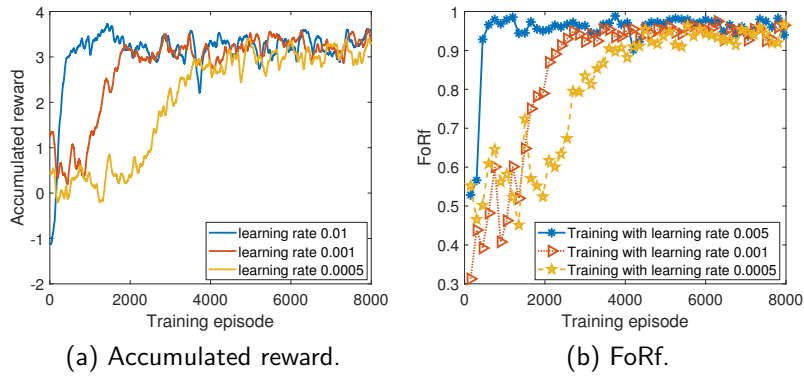 4
3
2
1
0
-1
-2
Accumulated reward
learning rate 0.01
learning rate 0.001
learning rate 0.0005
0 2000 4000 6000 8000
Training episode
(a) Accumulated reward.
1
0.9
0.8
0.7
0.6
0.5
0.4
0.3
FoRf
Training with learning rate 0.005
Training with learning rate 0.001
Training with learning rate 0.0005
0 2000 4000 6000 8000
Training episode
(b) FoRf.